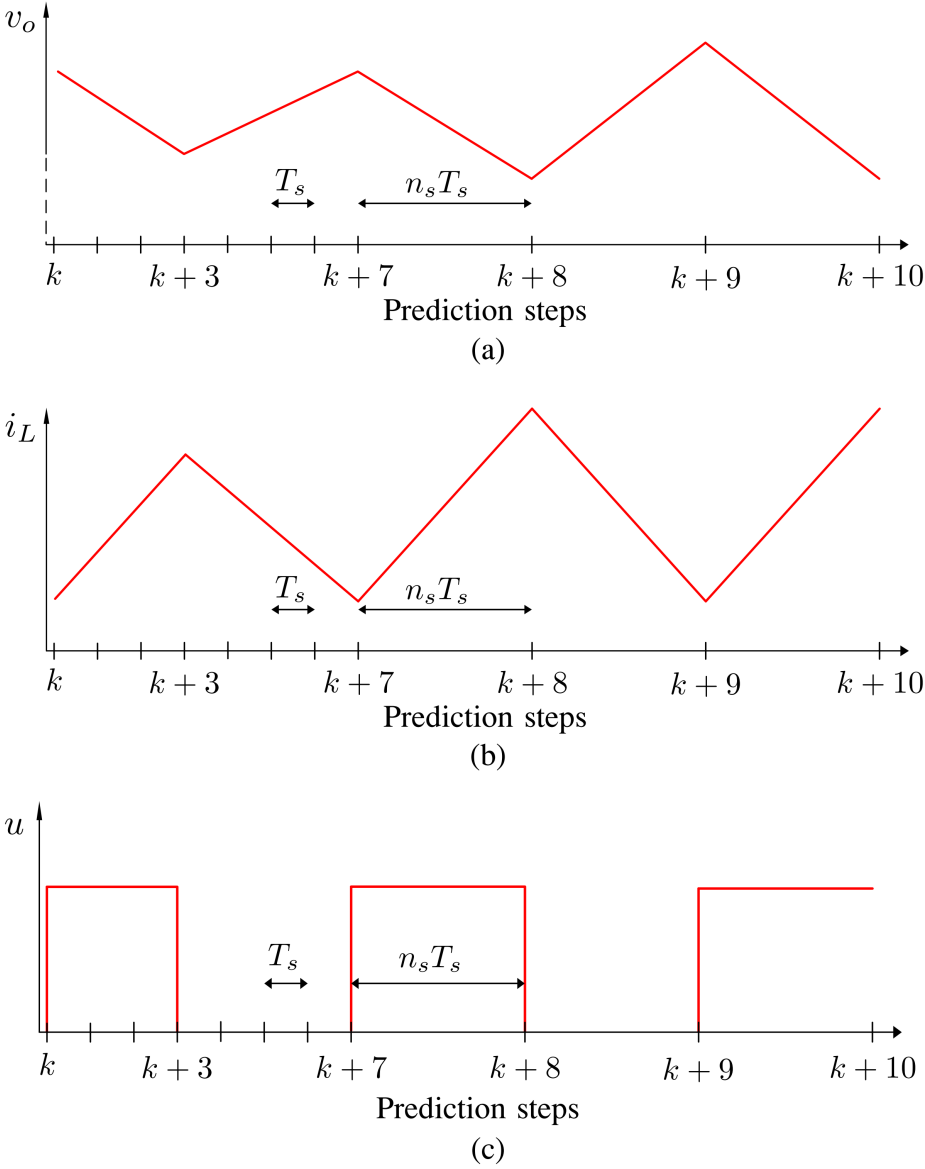 v_o
T_s n_sT_s
k k + 3 k + 7 k + 8 k + 9 k + 10
Prediction steps
(a)
i_L
T_s n_sT_s
k k + 3 k + 7 k + 8 k + 9 k + 10
Prediction steps
(b)
u
T_s n_sT_s
k k + 3 k + 7 k + 8 k + 9 k + 10
Prediction steps
(c)